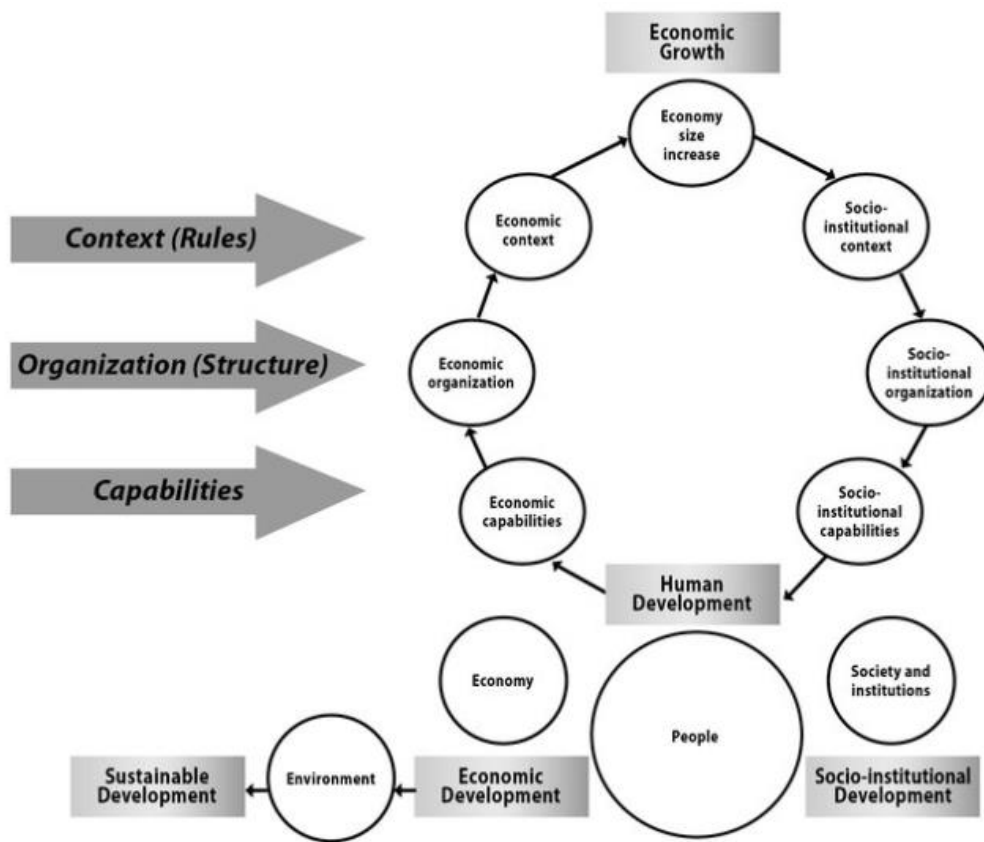 Economic
Growth
Economy
size
increase
Context (Rules)
Economic
context
Socio-
institutional
context
Organization (Structure)
Economic
organization
Socio-
institutional
organization
Capabilities
Economic
capabilities
Socio-
institutional
capabilities
Human
Development
Economy
People
Society and
institutions
Sustainable
Development
Environment
Economic
Development
Socio-institutional
Development